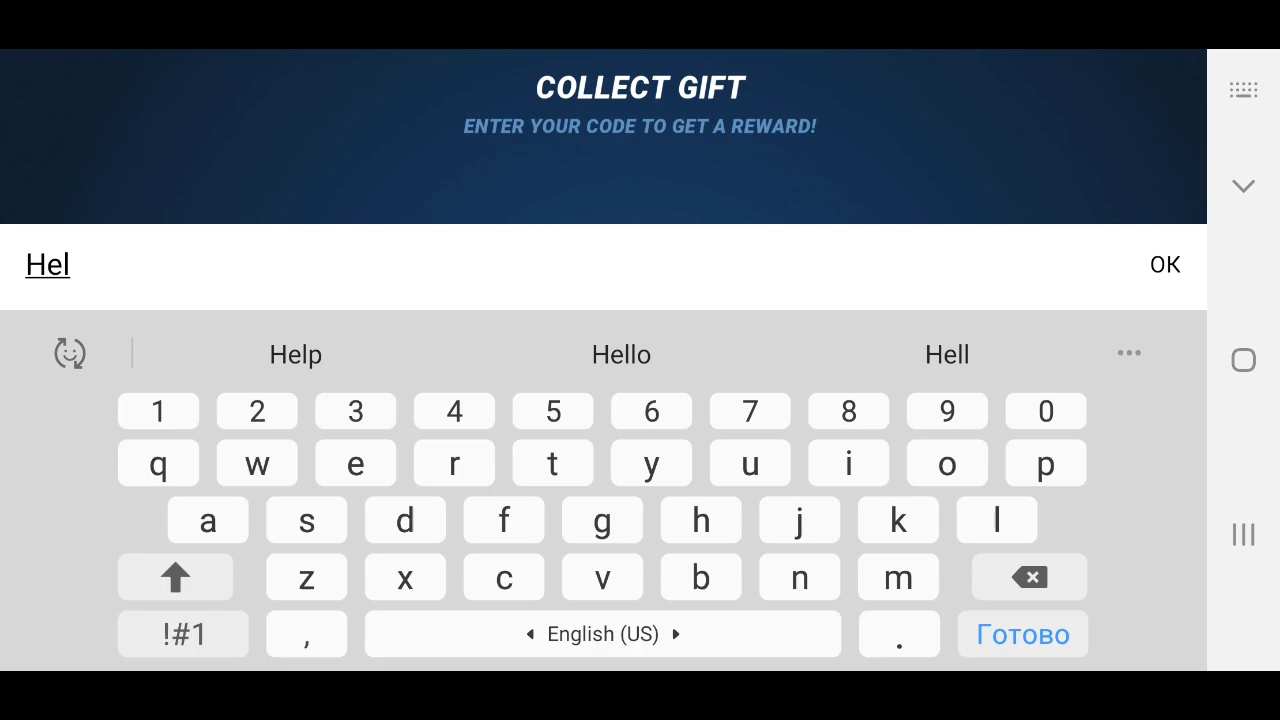 COLLECT GIFT
ENTER YOUR CODE TO GET A REWARD!
Hel OK
Help Hello Hell
1 2 3 4 5 6 7 8 9 0
q w e r t y u i o p
a s d f g h j k l
z x c v b n m
!#1 , English (US) . Готово